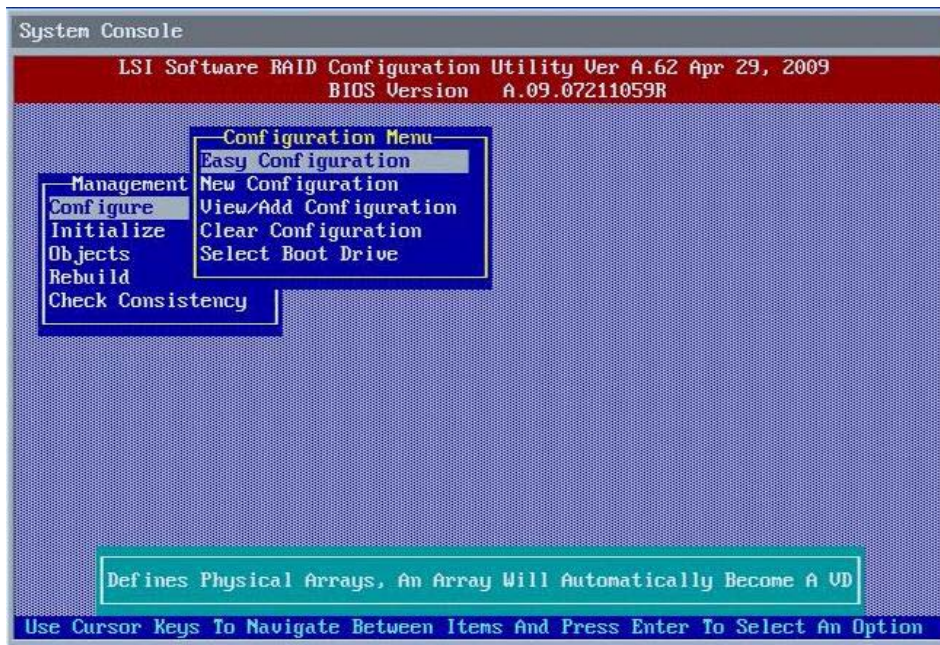 System Console
LSI Software RAID Configuration Utility Ver A.62 Apr 29, 2009
BIOS Version A.09.07211059R
Configuration Menu
Easy Configuration
New Configuration
View/Add Configuration
Clear Configuration
Select Boot Drive
Management
Configure
Initialize
Objects
Rebuild
Check Consistency
Defines Physical Arrays, An Array Will Automatically Become A VD
Use Cursor Keys To Navigate Between Items And Press Enter To Select An Option